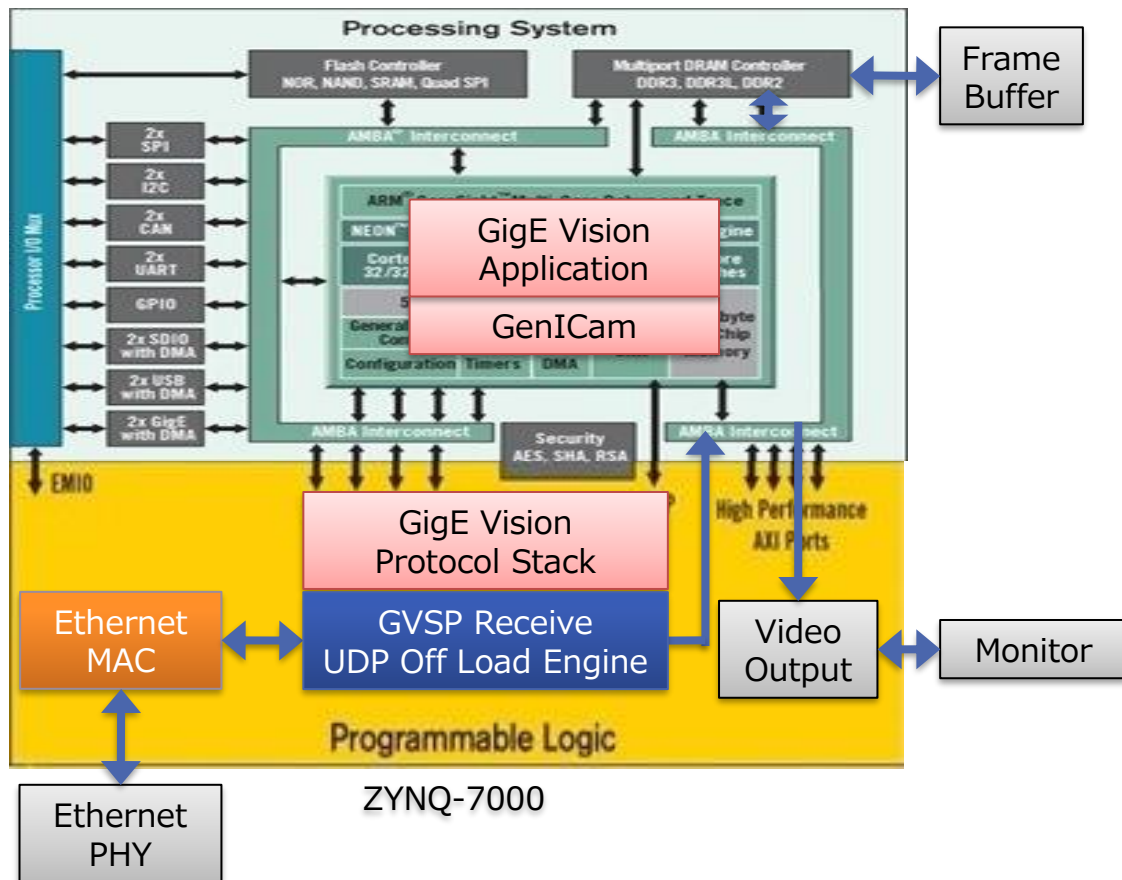 Processing System
Flash Controller
NOR, NAND, SRAM, Quad SPI
Multiport DRAM Controller
DDR3, DDR3L, DDR2
Frame
Buffer
AMBA™ Interconnect
AMBA Interconnect
Processor I/O Mux
2x
SPI
2x
I2C
2x
CAN
2x
UART
GPIO
2x SDIO
with DMA
2x USB
with DMA
2x GigE
with DMA
ARM®
NEON™
GigE Vision
Application
GenICam
Configuration
Timers
DMA
AMBA Interconnect
Security
AES, SHA, RSA
AMBA Interconnect
EMIO
GigE Vision
Protocol Stack
High Performance
AXI Ports
Ethernet
MAC
GVSP Receive
UDP Off Load Engine
Video
Output
Monitor
Programmable Logic
Ethernet
PHY
ZYNQ-7000